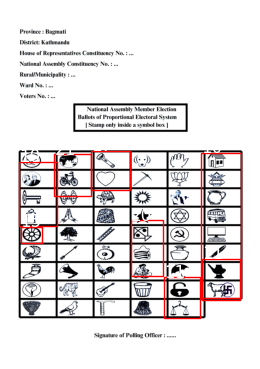 Province : Bagmati
District: Kathmandu
House of Representatives Constituency No. : ...
National Assembly Constituency No. : ...
Rural/Municipality : ...
Ward No. : ...
Voters No. : ...
National Assembly Member Election
Ballots of Proportional Electoral System
[ Stamp only inside a symbol box ]
Signature of Polling Officer : ......